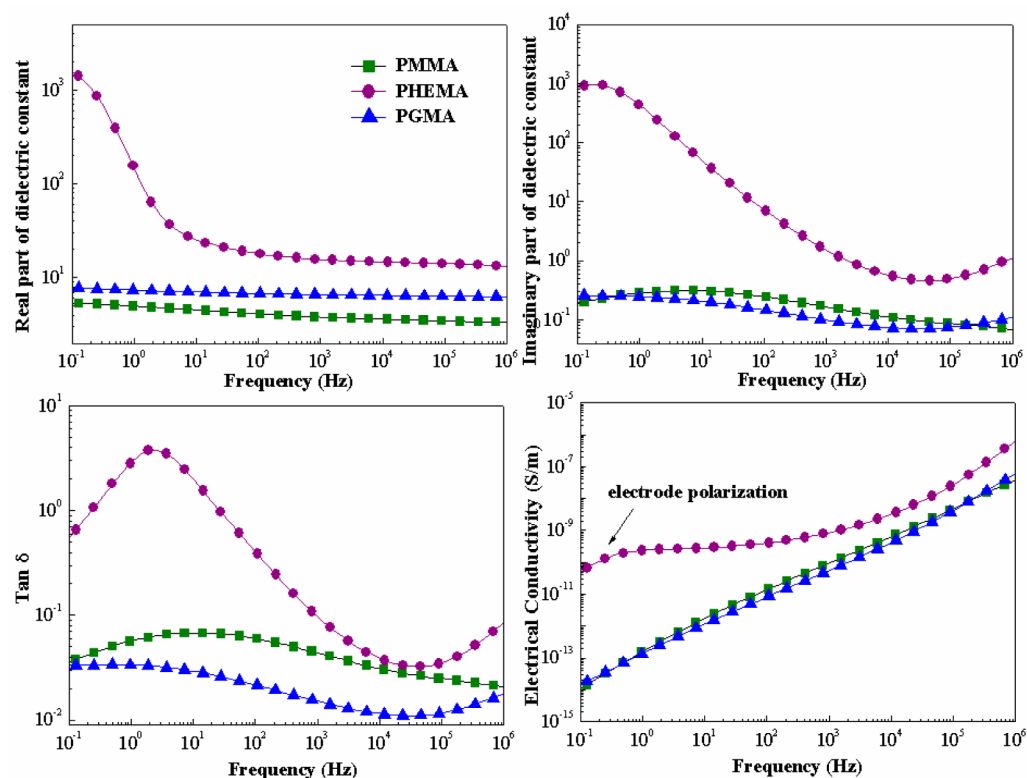 Real part of dielectric constant
10^3
10^2
10^1
PMMA
PHEMA
PGMA
10^-1 10^0 10^1 10^2 10^3 10^4 10^5 10^6
Frequency (Hz)
Imaginary part of dielectric constant
10^4
10^3
10^2
10^1
10^0
10^-1
10^-1 10^0 10^1 10^2 10^3 10^4 10^5 10^6
Frequency (Hz)
Tan δ
10^1
10^0
10^-1
10^-2
10^-1 10^0 10^1 10^2 10^3 10^4 10^5 10^6
Frequency (Hz)
Electrical Conductivity (S/m)
10^-5
10^-7
10^-9
10^-11
10^-13
10^-15
electrode polarization
10^-1 10^0 10^1 10^2 10^3 10^4 10^5 10^6
Frequency (Hz)